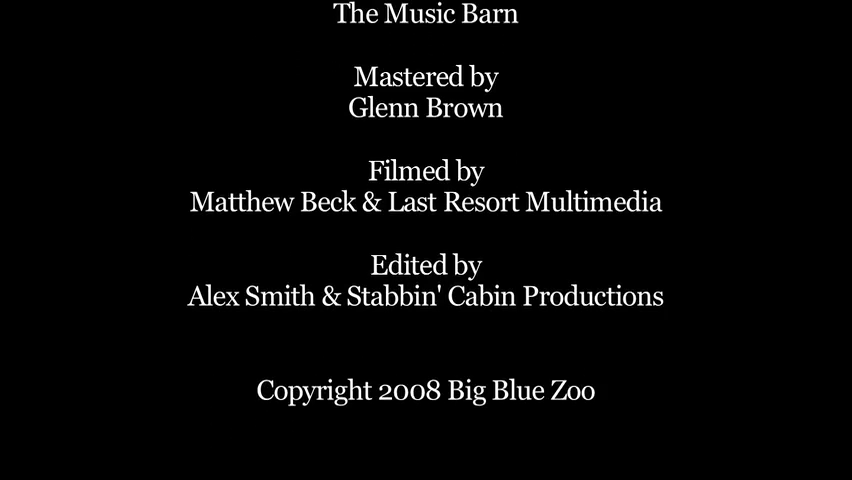 The Music Barn
Mastered by
Glenn Brown
Filmed by
Matthew Beck & Last Resort Multimedia
Edited by
Alex Smith & Stabbin' Cabin Productions
Copyright 2008 Big Blue Zoo